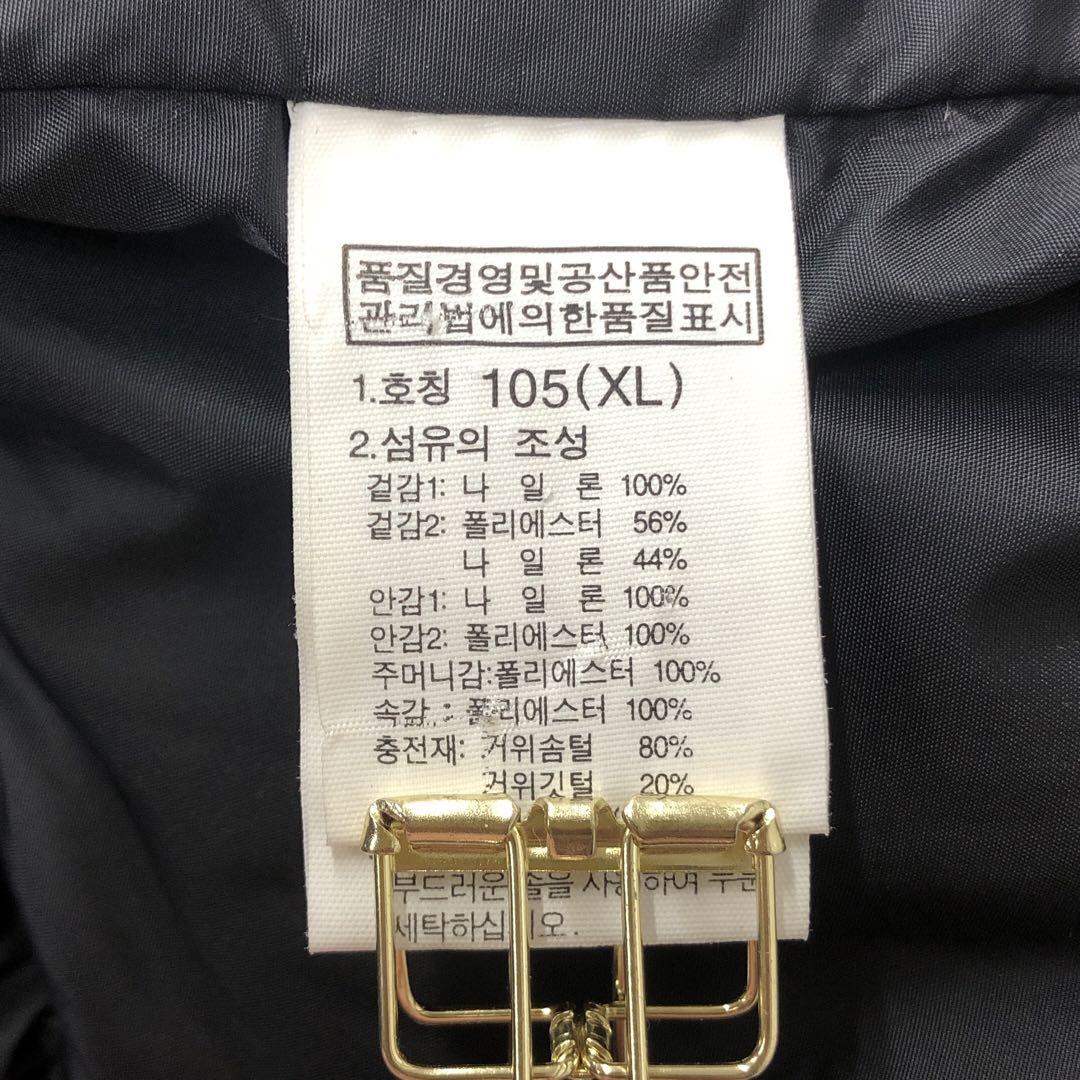 품질경영및공산품안전
관리법에의한품질표시
1.호칭 105(XL)
2.섬유의 조성
겉감1: 나 일 론 100%
겉감2: 폴리에스터 56%
나 일 론 44%
안감1: 나 일 론 100%
안감2: 폴리에스터 100%
주머니감:폴리에스터 100%
속감 : 폴리에스터 100%
충전재: 거위솜털 80%
거위깃털 20%
부드러운 솔을 사용하여
세탁하십시오.